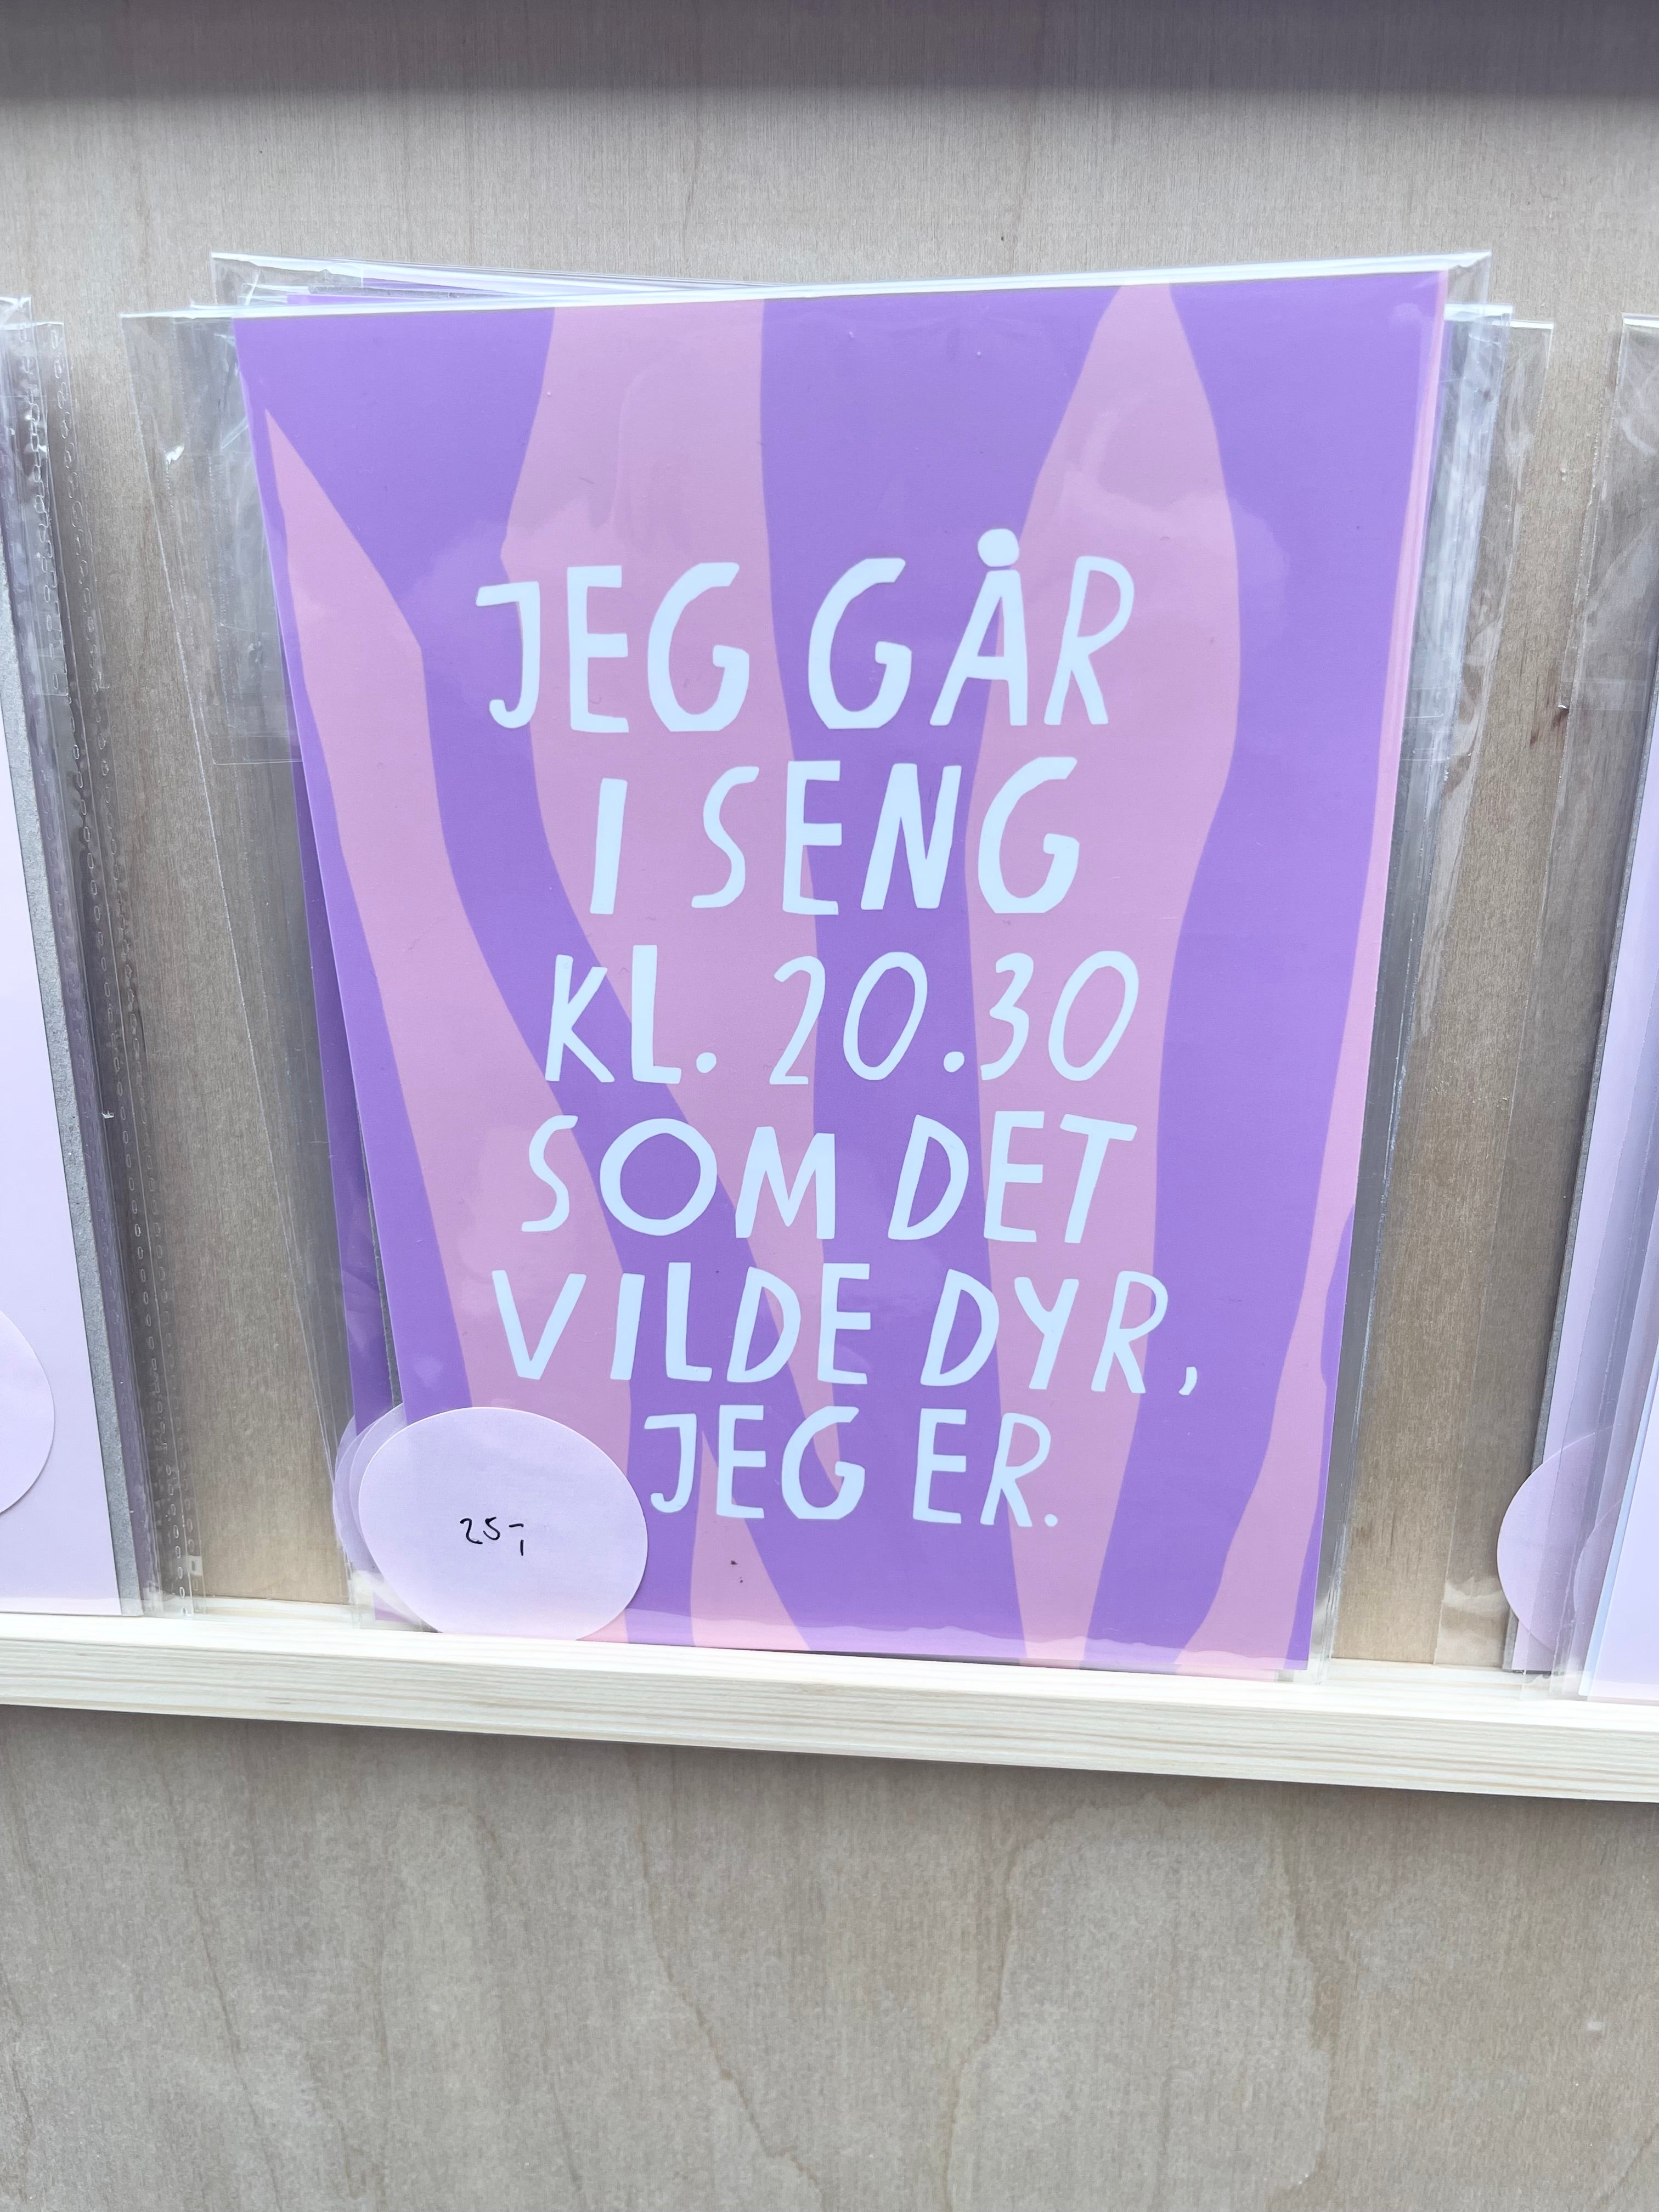 JEG GÅR
I SENG
KL. 20.30
SOM DET
VILDE DYR,
JEG ER.
25,-